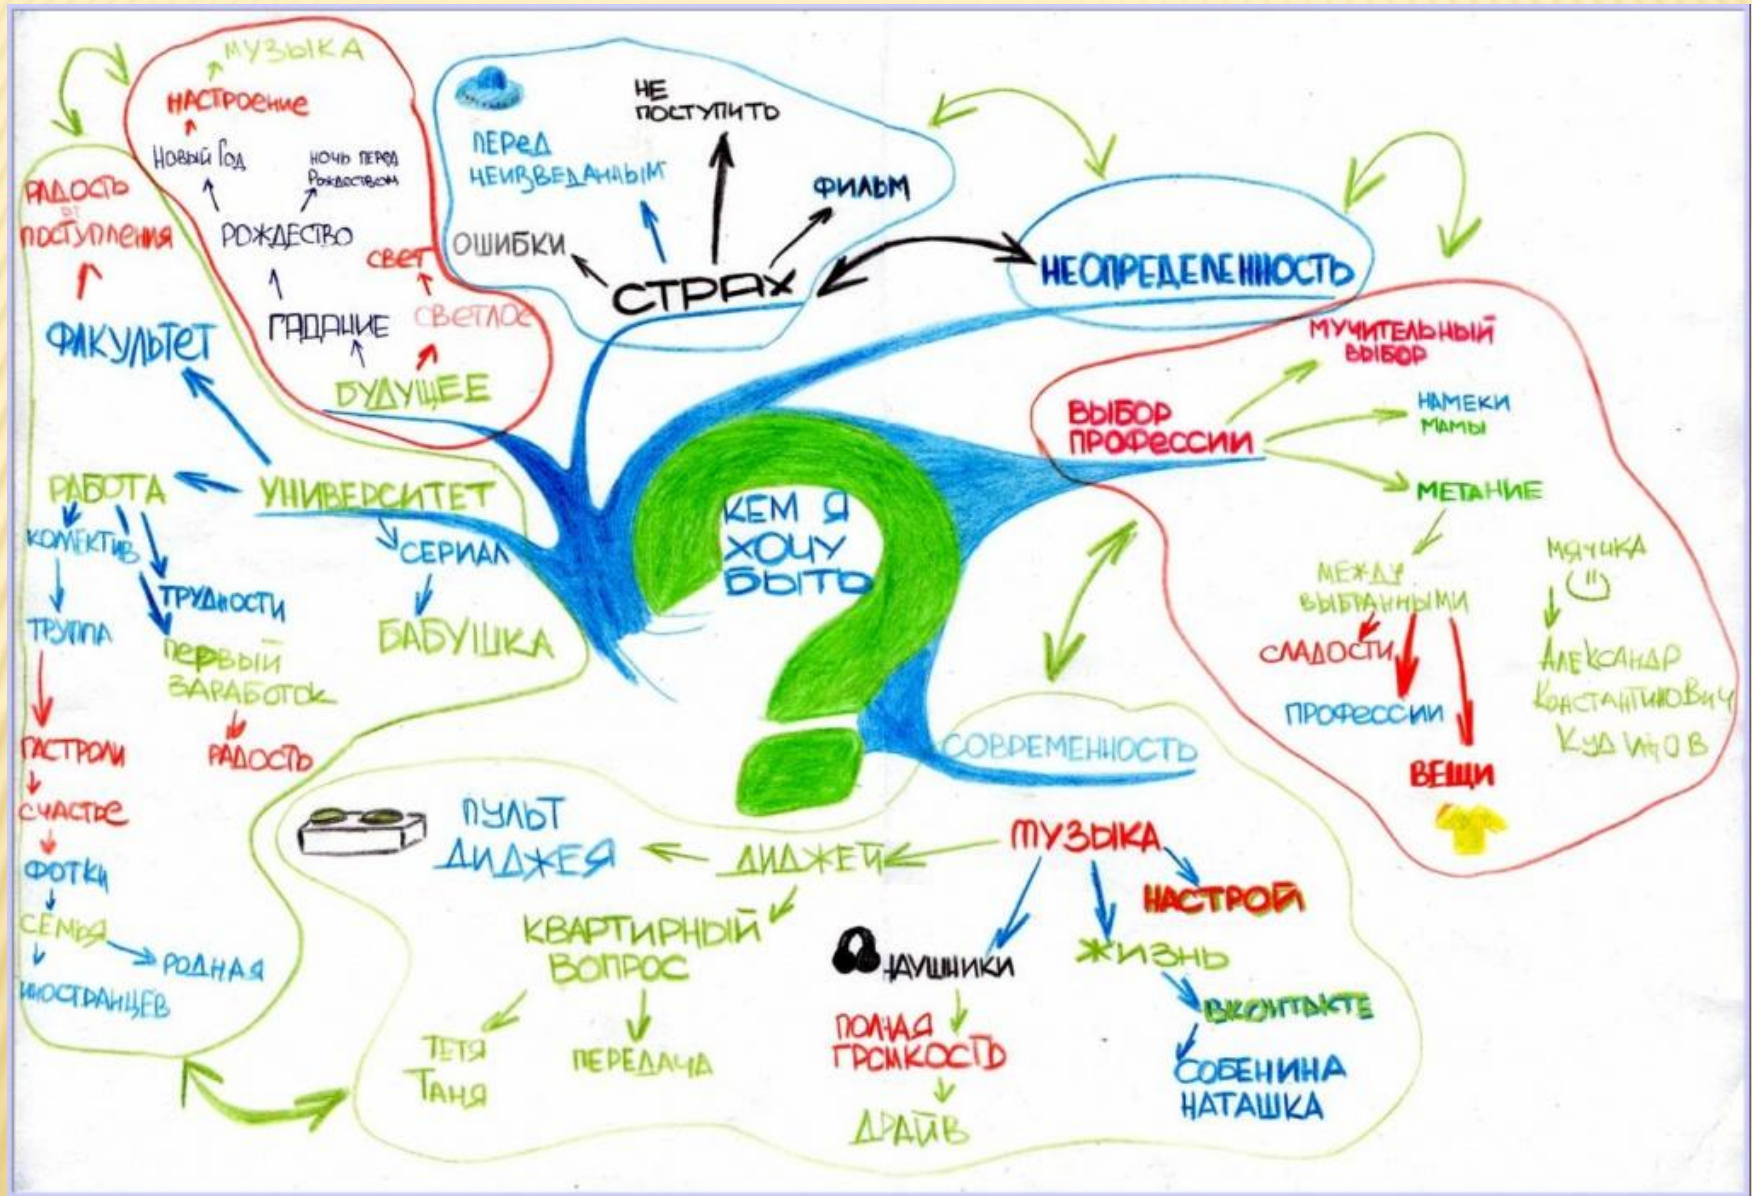 КЕМ Я
ХОЧУ
БЫТЬ
МУЗЫКА
НАСТРОЕНИЕ
НОВЫЙ ГОД
НОЧЬ ПЕРЕД
РОЖДЕСТВОМ
РОЖДЕСТВО
СВЕТ
ГАДАНИЕ
СВЕТЛОЕ
БУДУЩЕЕ
НЕ
ПОСТУПИТЬ
ПЕРЕД
НЕИЗВЕДАННЫМ
ФИЛЬМ
ОШИБКИ
СТРАХ
НЕОПРЕДЕЛЕННОСТЬ
МУЧИТЕЛЬНЫЙ
ВЫБОР
ВЫБОР
ПРОФЕССИИ
НАМЕКИ
МАМЫ
МЕТАНИЕ
МЕЖДУ
ВЫБРАННЫМИ
СЛАДОСТИ
ПРОФЕССИИ
ВЕЩИ
МЯЧИКА
АЛЕКСАНДР
КОНСТАНТИНОВИЧ
РАДОСТЬ
ОТ
ПОСТУПЛЕНИЯ
ФАКУЛЬТЕТ
РАБОТА
УНИВЕРСИТЕТ
СЕРИАЛ
БАБУШКА
ТРУДНОСТИ
ТРУППА
ПЕРВЫЙ
ЗАРАБОТОК
РАДОСТЬ
ГАСТРОЛИ
СЧАСТЬЕ
ФОТКИ
СЕМЬЯ
РОДНАЯ
ИНОСТРАНЦЕВ
СОВРЕМЕННОСТЬ
МУЗЫКА
ДИДЖЕЙ
ПУЛЬТ
ДИДЖЕЯ
НАСТРОЙ
КВАРТИРНЫЙ
ВОПРОС
ТЕТЯ
ТАНЯ
ПЕРЕДАЧА
НАУШНИКИ
ПОЛНАЯ
ГРОМКОСТЬ
ДРАЙВ
ЖИЗНЬ
ВКОНТАКТЕ
СОБЕНИНА
НАТАШКА